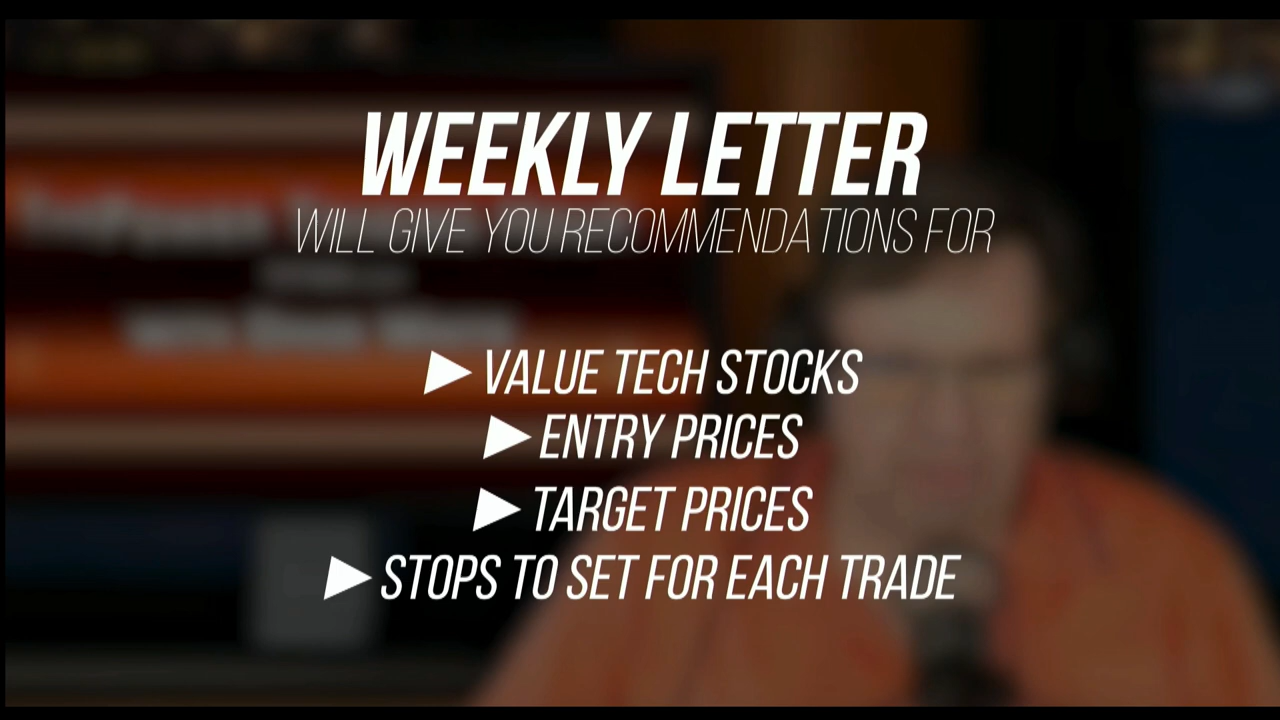 WEEKLY LETTER
WILL GIVE YOU RECOMMENDATIONS FOR
▶ VALUE TECH STOCKS
▶ ENTRY PRICES
▶ TARGET PRICES
▶ STOPS TO SET FOR EACH TRADE